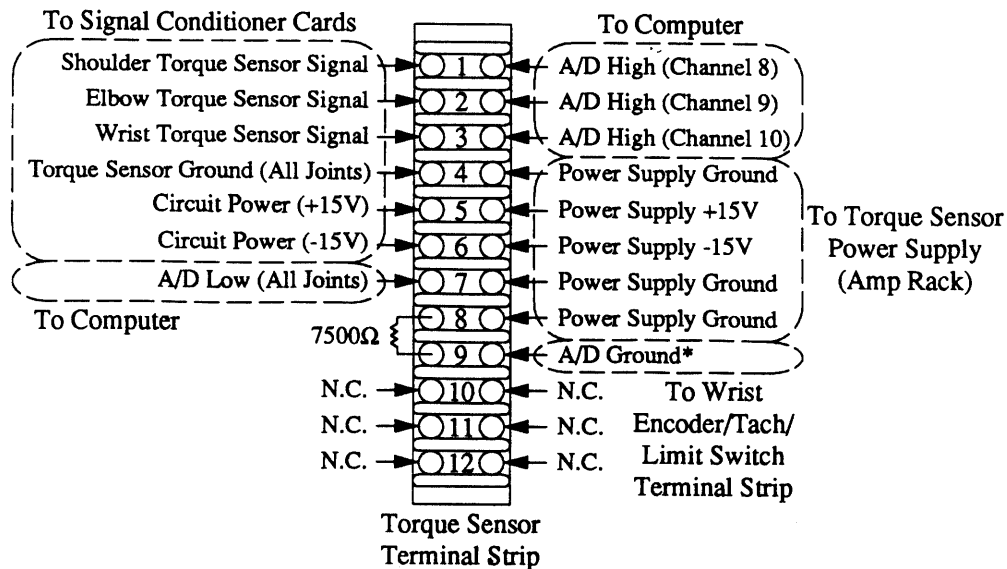 To Signal Conditioner Cards
To Computer
Shoulder Torque Sensor Signal 1 A/D High (Channel 8)
Elbow Torque Sensor Signal 2 A/D High (Channel 9)
Wrist Torque Sensor Signal 3 A/D High (Channel 10)
Torque Sensor Ground (All Joints) 4 Power Supply Ground
Circuit Power (+15V) 5 Power Supply +15V
Circuit Power (-15V) 6 Power Supply -15V
A/D Low (All Joints) 7 Power Supply Ground
To Computer
7500Ω
8 Power Supply Ground
9 A/D Ground*
To Torque Sensor
Power Supply
(Amp Rack)
N.C. 10 N.C.
N.C. 11 N.C.
N.C. 12 N.C.
To Wrist
Encoder/Tach/
Limit Switch
Terminal Strip
Torque Sensor
Terminal Strip